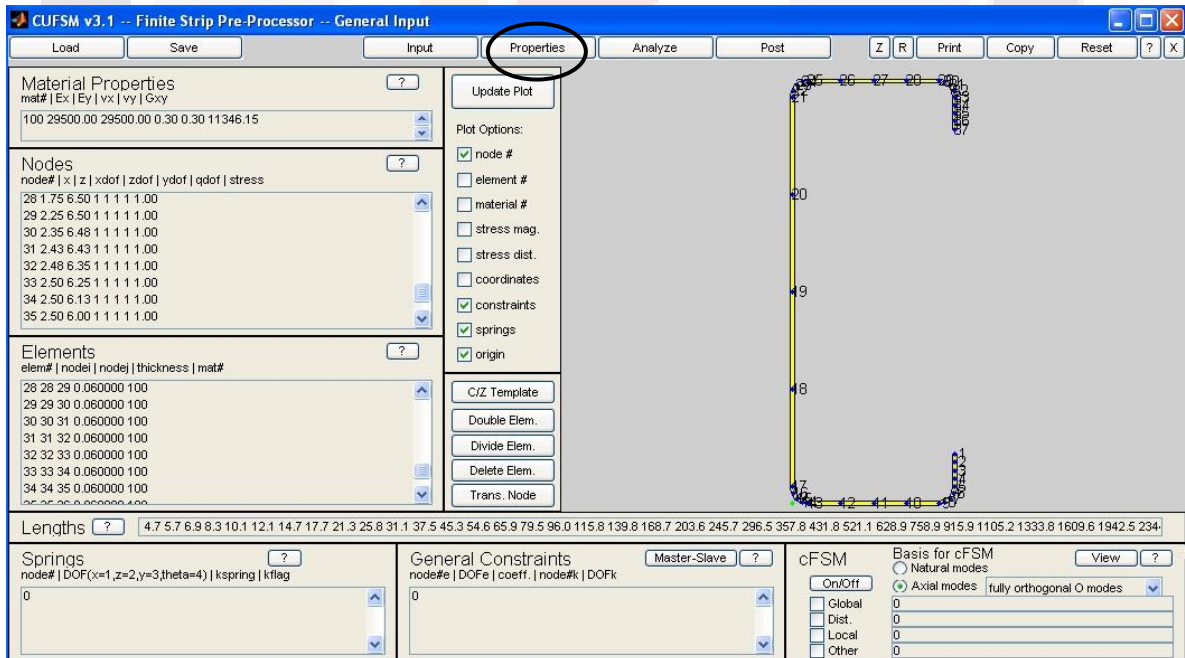 CUFSM v3.1 -- Finite Strip Pre-Processor -- General Input
Load Save Input Properties Analyze Post Z R Print Copy Reset ? X
Material Properties ?
mat# | Ex | Ey | vx | vy | Gxy
100 29500.00 29500.00 0.30 0.30 11346.15
Nodes ?
node# | x | z | xdof | zdof | ydof | qdof | stress
28 1.75 6.50 1 1 1 1 1.00
29 2.25 6.50 1 1 1 1 1.00
30 2.35 6.48 1 1 1 1 1.00
31 2.43 6.43 1 1 1 1 1.00
32 2.48 6.35 1 1 1 1 1.00
33 2.50 6.25 1 1 1 1 1.00
34 2.50 6.13 1 1 1 1 1.00
35 2.50 6.00 1 1 1 1 1.00
Elements ?
elem# | nodei | nodej | thickness | mat#
28 28 29 0.060000 100
29 29 30 0.060000 100
30 30 31 0.060000 100
31 31 32 0.060000 100
32 32 33 0.060000 100
33 33 34 0.060000 100
34 34 35 0.060000 100
Update Plot
Plot Options:
node #
element #
material #
stress mag.
stress dist.
coordinates
constraints
springs
origin
C/Z Template
Double Elem.
Divide Elem.
Delete Elem.
Trans. Node
26 27 28
20
19
18
17
12 11 10
1
2
3
Lengths ? 4.7 5.7 6.9 8.3 10.1 12.1 14.7 17.7 21.3 25.8 31.1 37.5 45.3 54.6 65.9 79.5 96.0 115.8 139.8 168.7 203.6 245.7 296.5 357.8 431.8 521.1 628.9 758.9 915.9 1105.2 1333.8 1609.6 1942.5 234
Springs ?
node# | DOF(x=1,z=2,y=3,theta=4) | kspring | kflag
0
General Constraints Master-Slave ?
node#e | DOFe | coeff. | node#k | DOFk
0
cFSM Basis for cFSM View ?
Natural modes
On/Off Axial modes fully orthogonal O modes
Global 0
Dist. 0
Local 0
Other 0